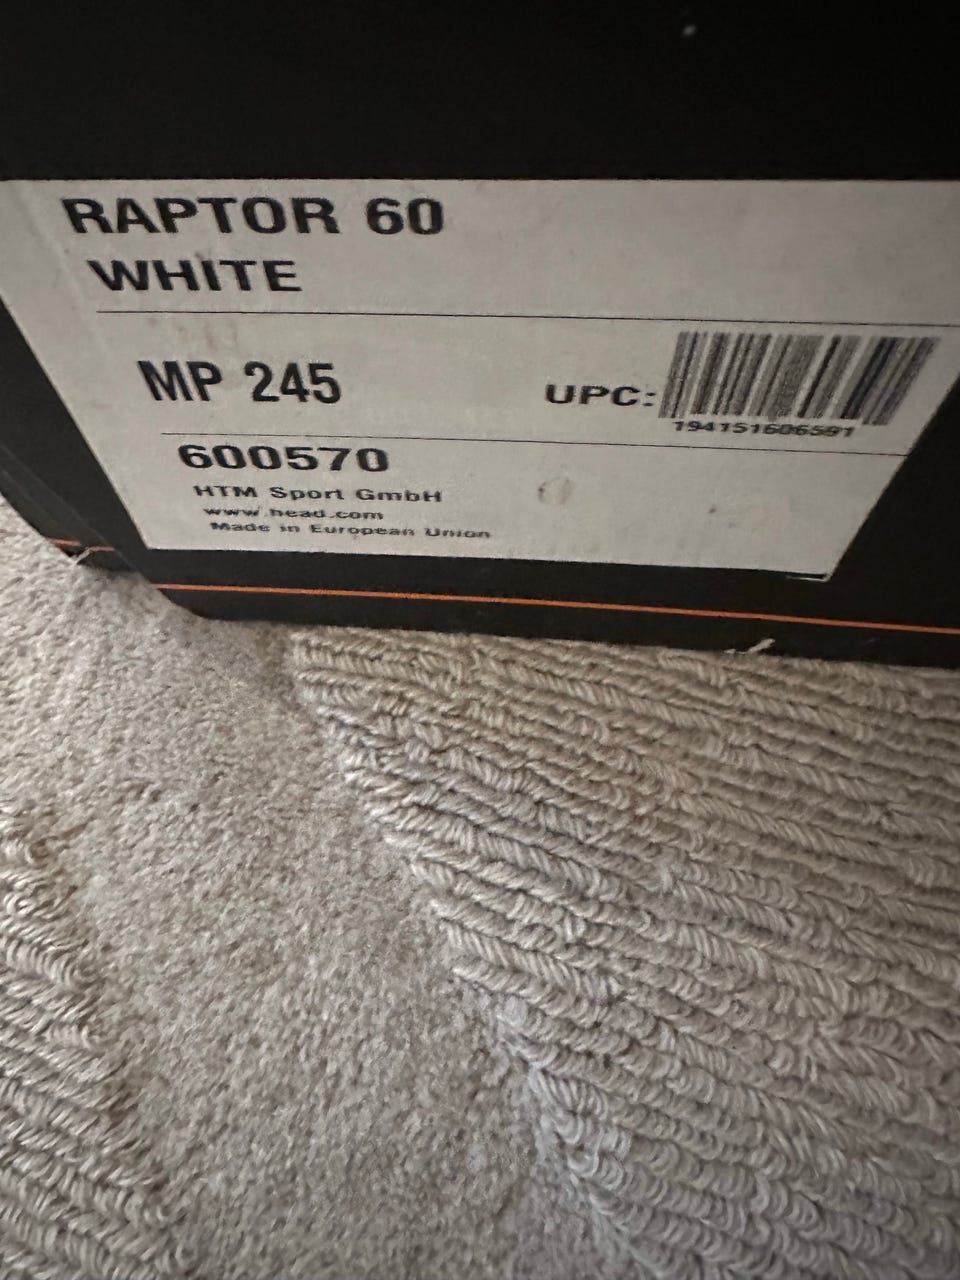 RAPTOR 60
WHITE
MP 245
UPC:
194151606591
600570
HTM Sport GmbH
www.head.com
Made in European Union